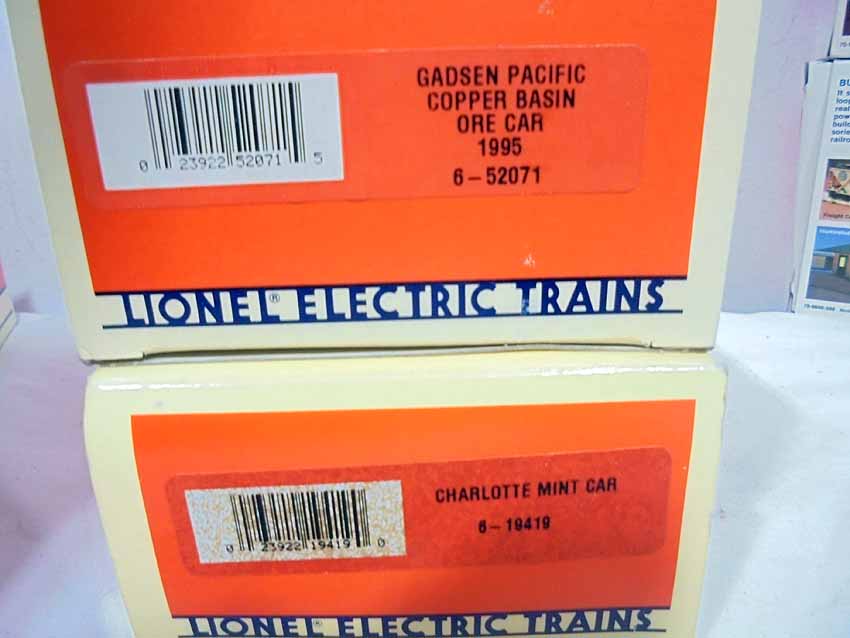 GADSEN PACIFIC
COPPER BASIN
ORE CAR
1995
6-52071
0 23922 52071 5
LIONEL® ELECTRIC TRAINS
CHARLOTTE MINT CAR
6-19419
0 23922 19419 0
LIONEL® ELECTRIC TRAINS